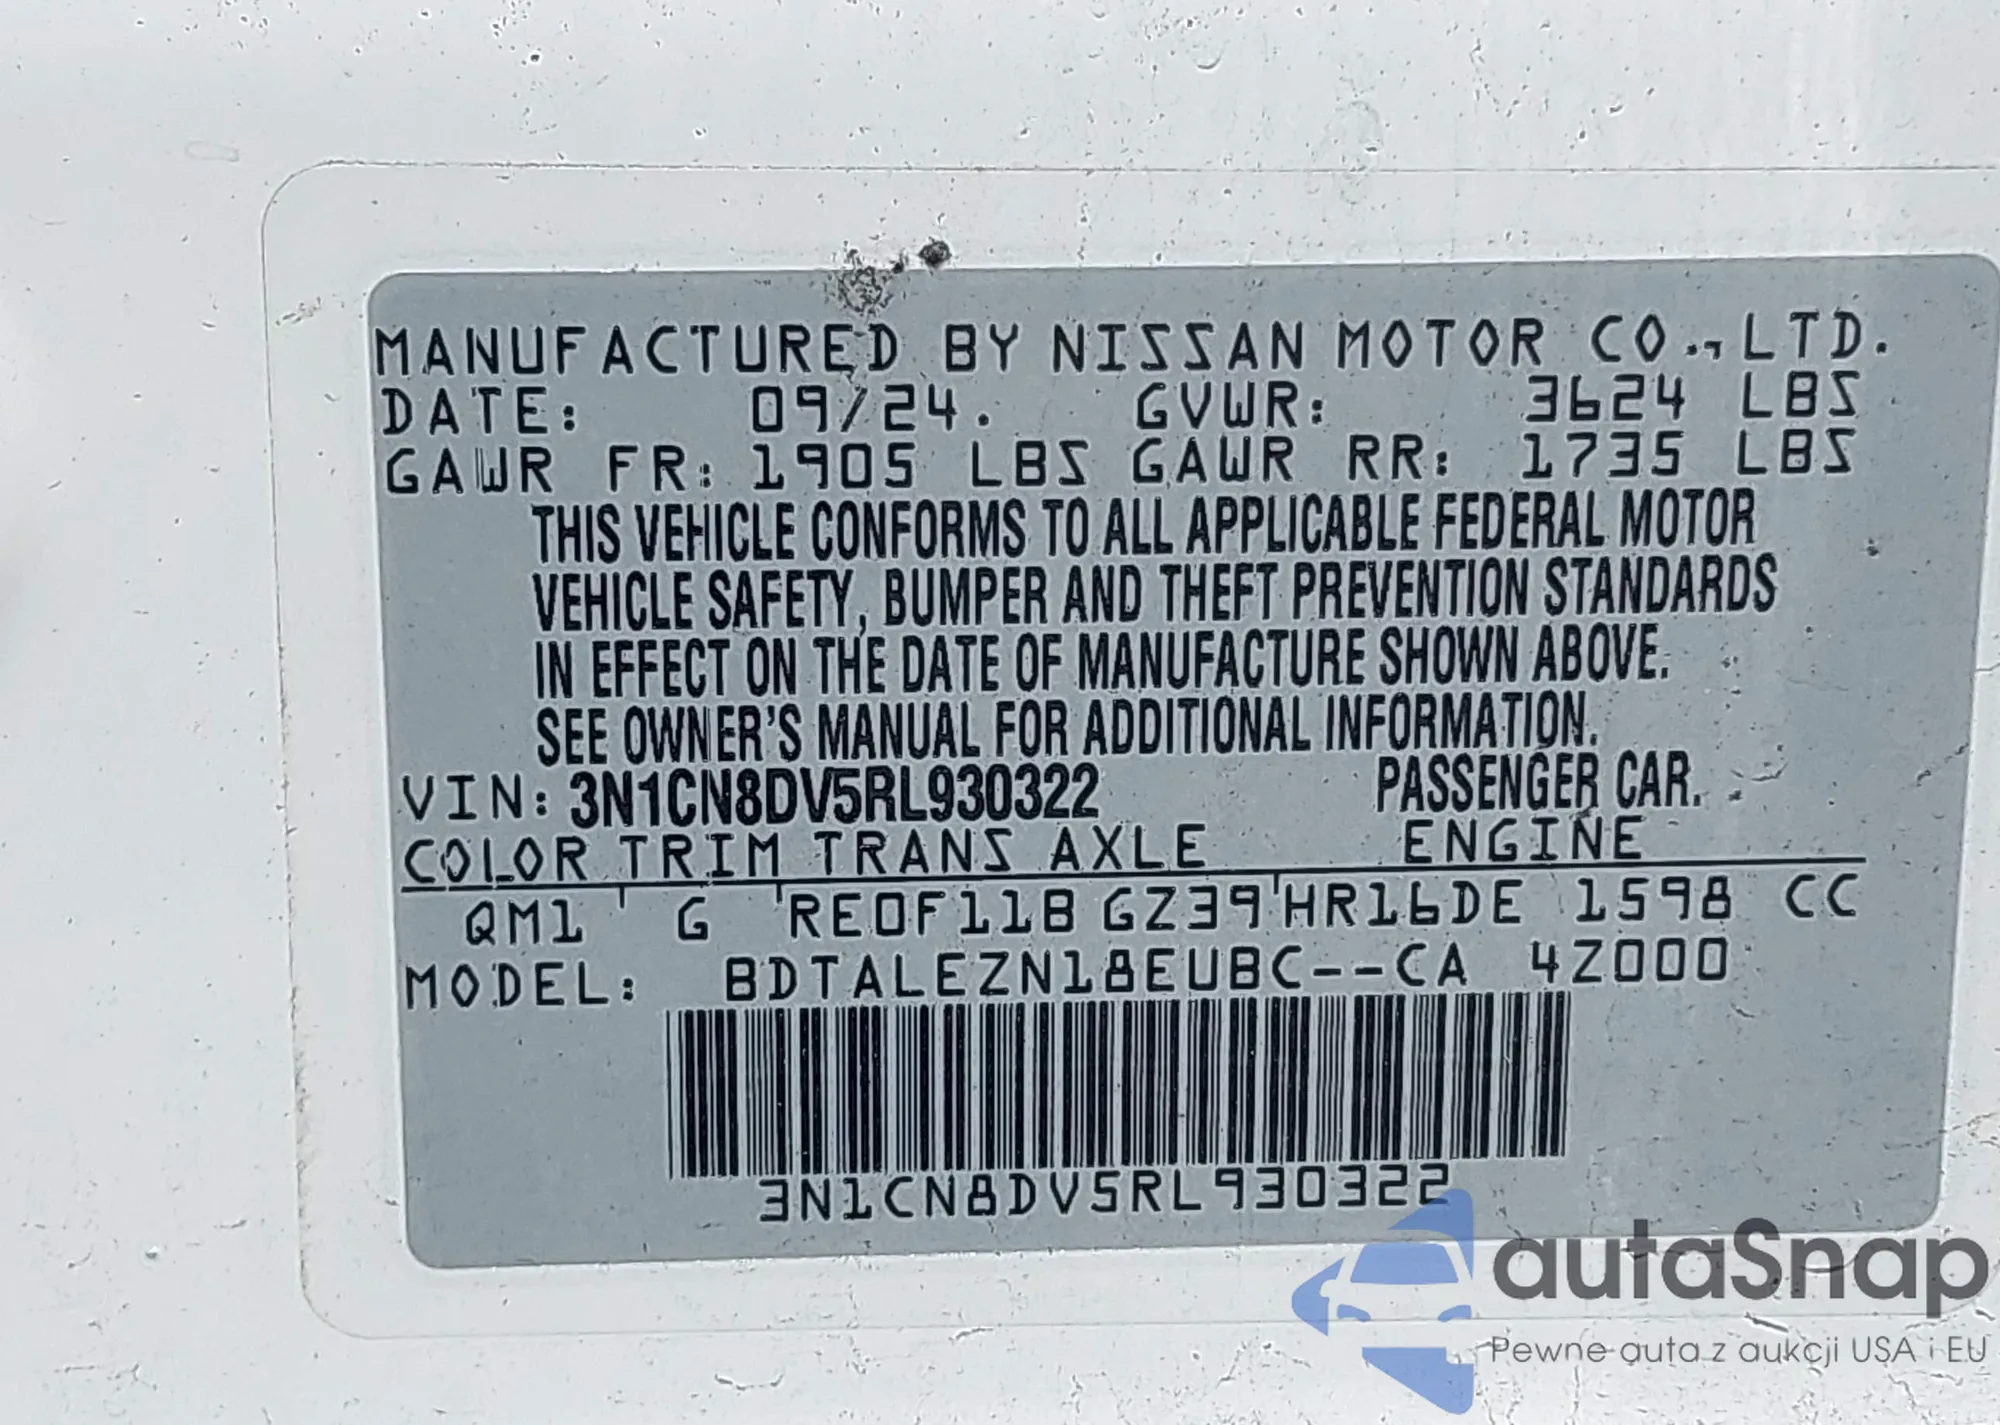 MANUFACTURED BY NISSAN MOTOR CO., LTD.
DATE: 09/24. GVWR: 3624 LBS
GAWR FR: 1905 LBS GAWR RR: 1735 LBS
THIS VEHICLE CONFORMS TO ALL APPLICABLE FEDERAL MOTOR
VEHICLE SAFETY, BUMPER AND THEFT PREVENTION STANDARDS
IN EFFECT ON THE DATE OF MANUFACTURE SHOWN ABOVE.
SEE OWNER'S MANUAL FOR ADDITIONAL INFORMATION.
VIN: 3N1CN8DV5RL930322 PASSENGER CAR.
COLOR TRIM TRANS AXLE ENGINE
QM1 G RE0F11B GZ39 HR16DE 1598 CC
MODEL: BDTALEZN18EUBC--CA 4Z000
3N1CN8DV5RL930322
autaSnap
Pewne auta z aukcji USA i EU